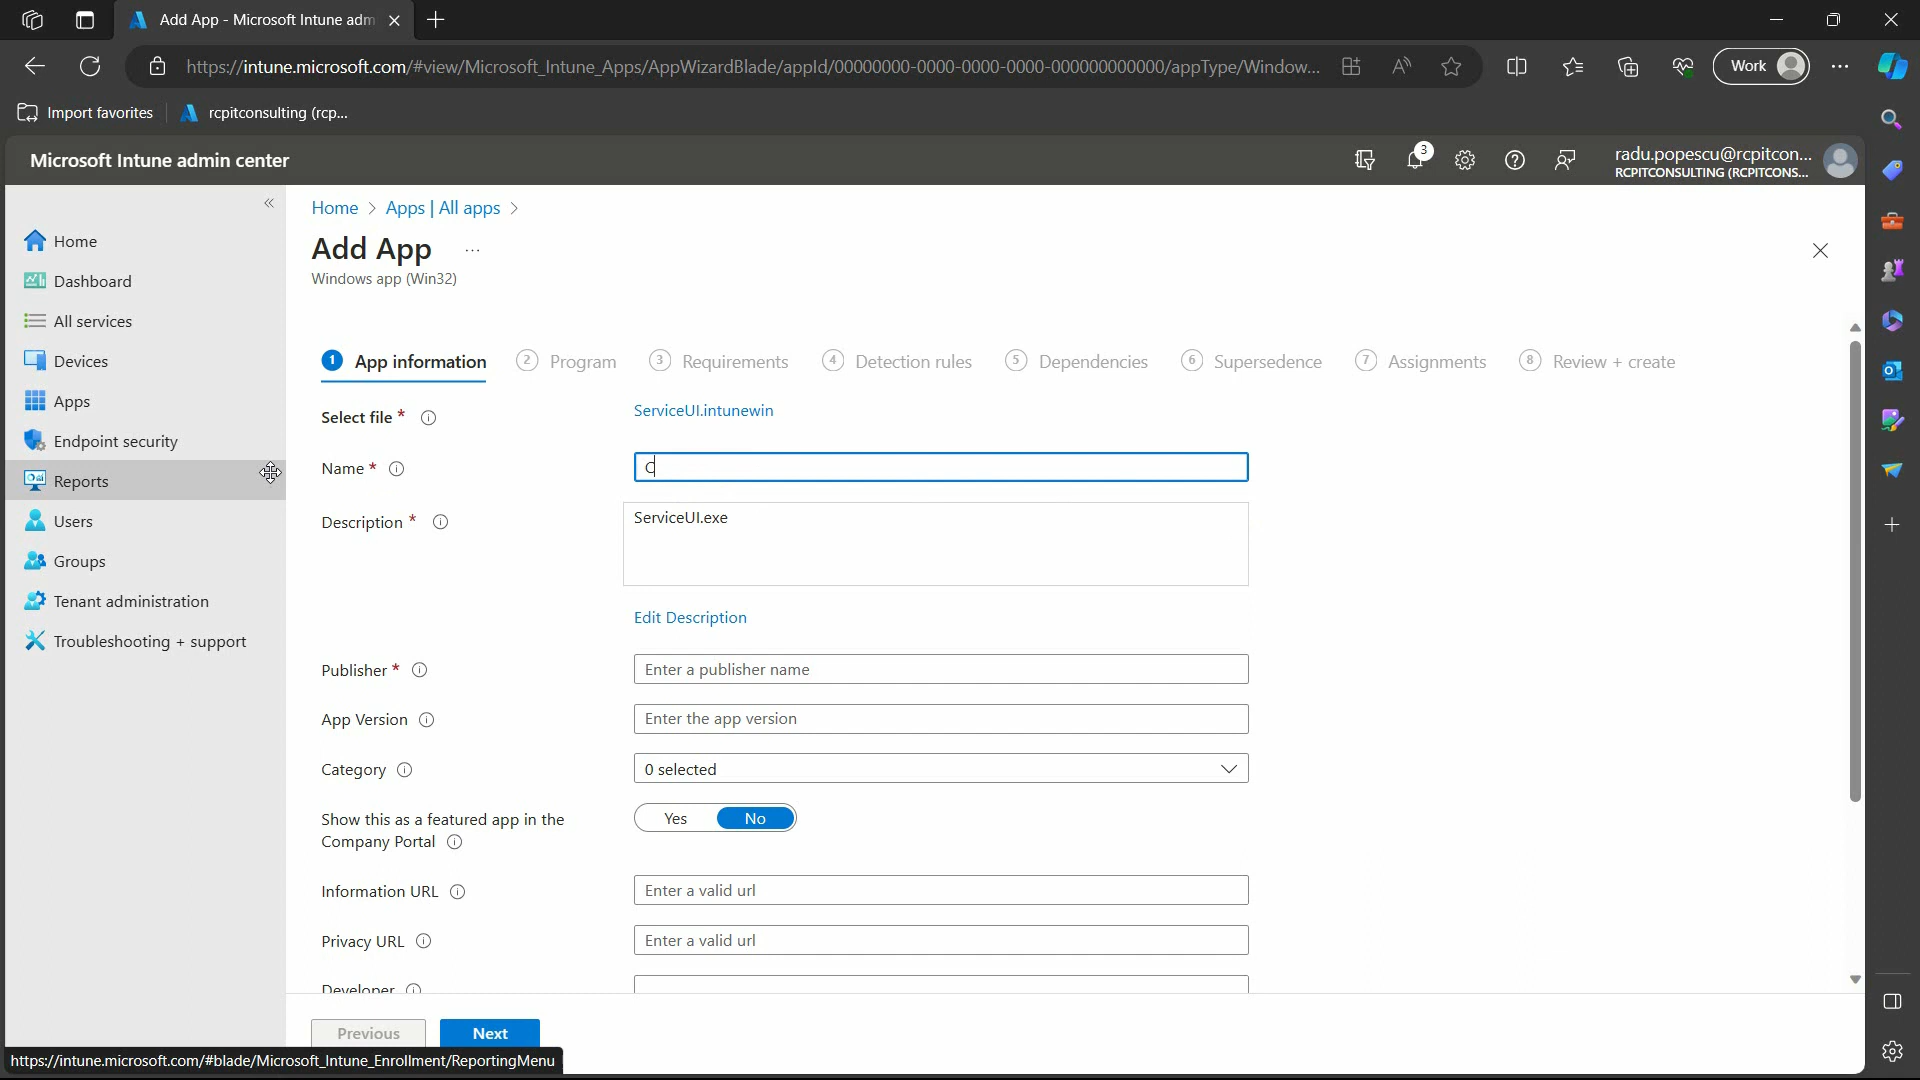 Add App - Microsoft Intune adm
https://intune.microsoft.com/#view/Microsoft_Intune_Apps/AppWizardBlade/appId/00000000-0000-0000-0000-000000000000/appType/Window...
Work
Import favorites
rcpitconsulting (rcp...
Microsoft Intune admin center
3
radu.popescu@rcpitcon...
RCPITCONSULTING (RCPITCONS...
Home
Dashboard
All services
Devices
Apps
Endpoint security
Reports
Users
Groups
Tenant administration
Troubleshooting + support
Home > Apps | All apps >
Add App ...
Windows app (Win32)
1 App information 2 Program 3 Requirements 4 Detection rules 5 Dependencies 6 Supersedence 7 Assignments 8 Review + create
Select file * ServiceUI.intunewin
Name * C
Description * ServiceUI.exe
Edit Description
Publisher * Enter a publisher name
App Version Enter the app version
Category 0 selected
Show this as a featured app in the
Company Portal
Yes No
Information URL Enter a valid url
Privacy URL Enter a valid url
Developer
Previous Next
https://intune.microsoft.com/#blade/Microsoft_Intune_Enrollment/ReportingMenu